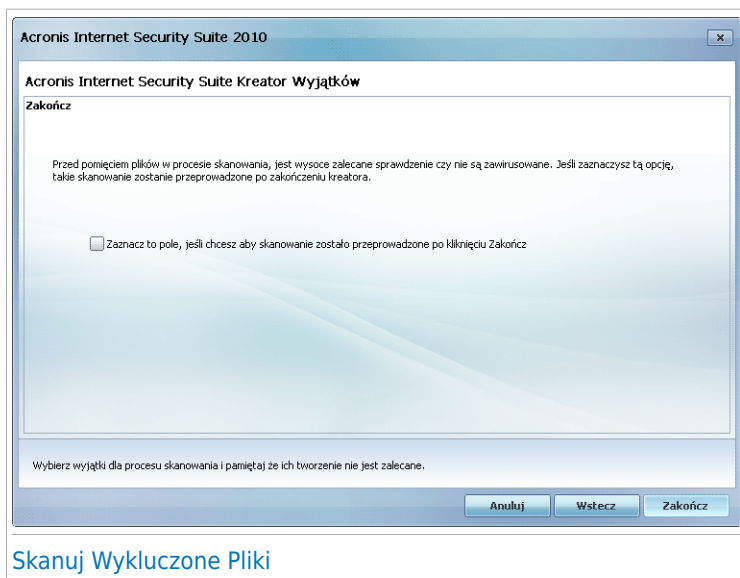 Acronis Internet Security Suite 2010
Acronis Internet Security Suite Kreator Wyjątków
Zakończ
Przed pomięciem plików w procesie skanowania, jest wysoce zalecane sprawdzenie czy nie są zawirusowane. Jeśli zaznaczysz tą opcję,
takie skanowanie zostanie przeprowadzone po zakończeniu kreatora.
Zaznacz to pole, jeśli chcesz aby skanowanie zostało przeprowadzone po kliknięciu Zakończ
Wybierz wyjątki dla procesu skanowania i pamiętaj że ich tworzenie nie jest zalecane.
Anuluj Wstecz Zakończ
Skanuj Wykluczone Pliki